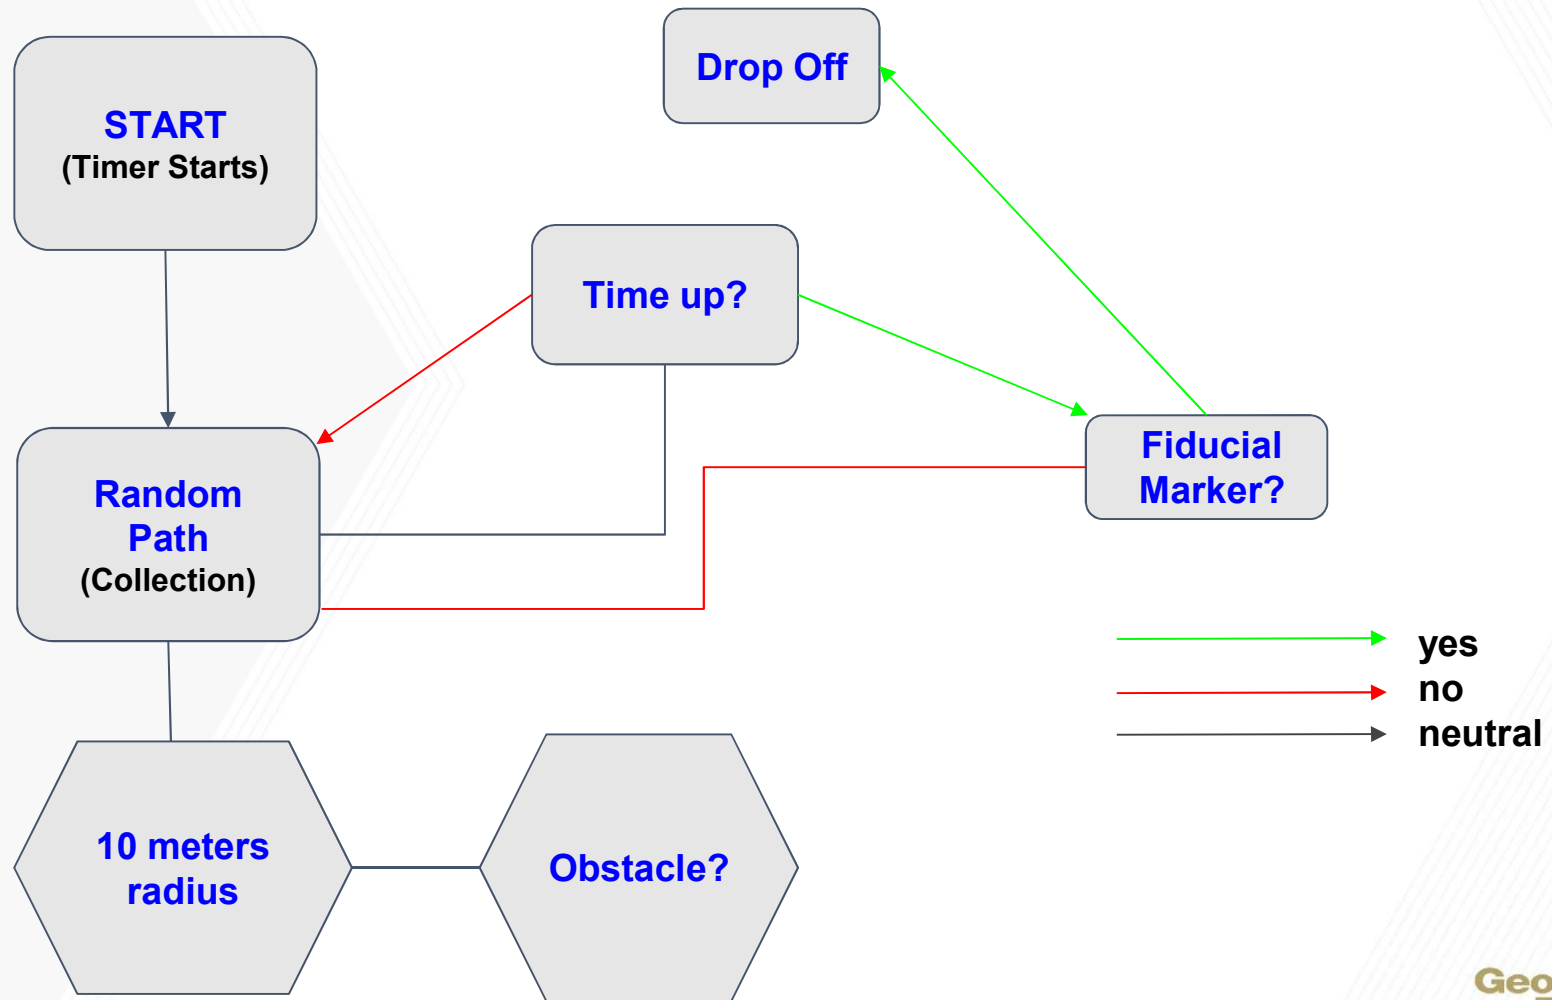 Drop Off
START
(Timer Starts)
Time up?
Fiducial
Marker?
Random
Path
(Collection)
yes
no
neutral
10 meters
radius
Obstacle?
Geo